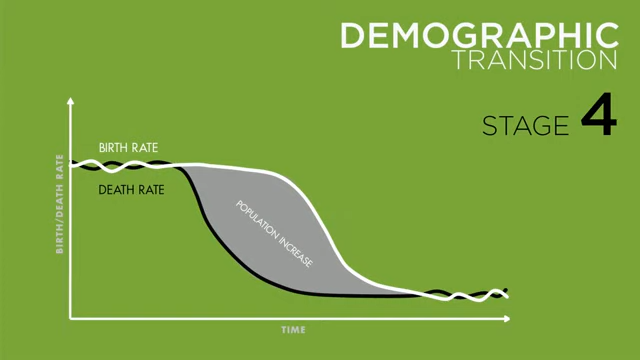 DEMOGRAPHIC
TRANSITION
STAGE 4
BIRTH RATE
DEATH RATE
POPULATION INCREASE
BIRTH/DEATH RATE
TIME